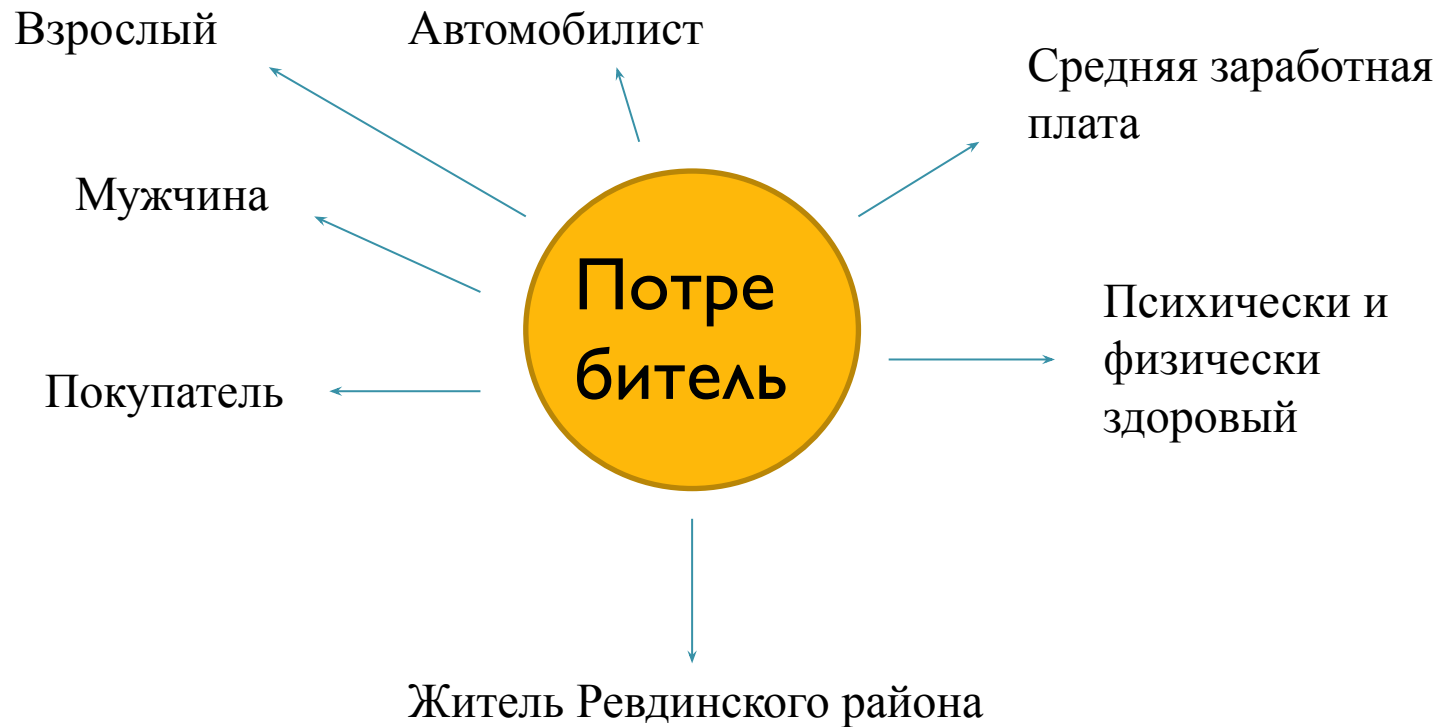 Взрослый
Автомобилист
Средняя заработная
плата
Мужчина
Потре
битель
Психически и
физически
здоровый
Покупатель
Житель Ревдинского района